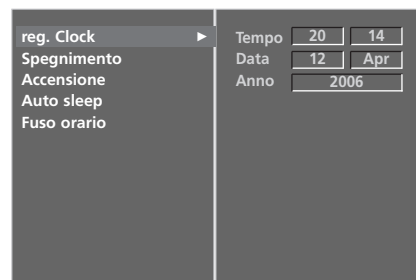 reg. Clock ►
Spegnimento
Accensione
Auto sleep
Fuso orario
Tempo 20 14
Data 12 Apr
Anno 2006